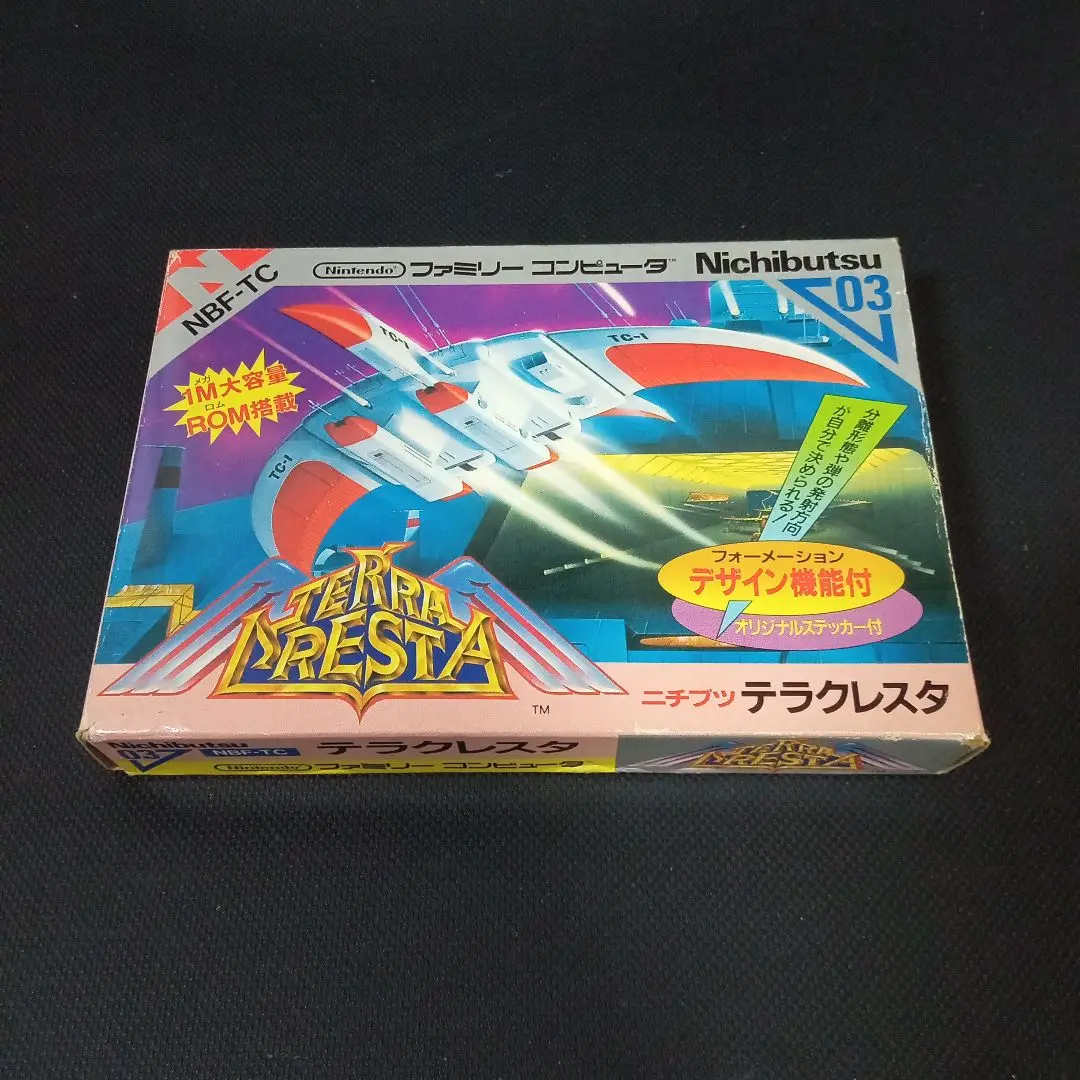 M
NBF-TC
Nintendo® ファミリー コンピュータ™
Nichibutsu
03
メガ
1M大容量
ロム
ROM搭載
TC-1
TC-1
TC-1
分離形態や弾の発射方向
が自分で決められる!
フォーメーション
デザイン機能付
オリジナルステッカー付
TERRA
CRESTA
TM
ニチブツ テラクレスタ
Nichibutsu
03
NBF-TC
テラクレスタ
Nintendo® ファミリー コンピュータ
TERRA
CRESTA